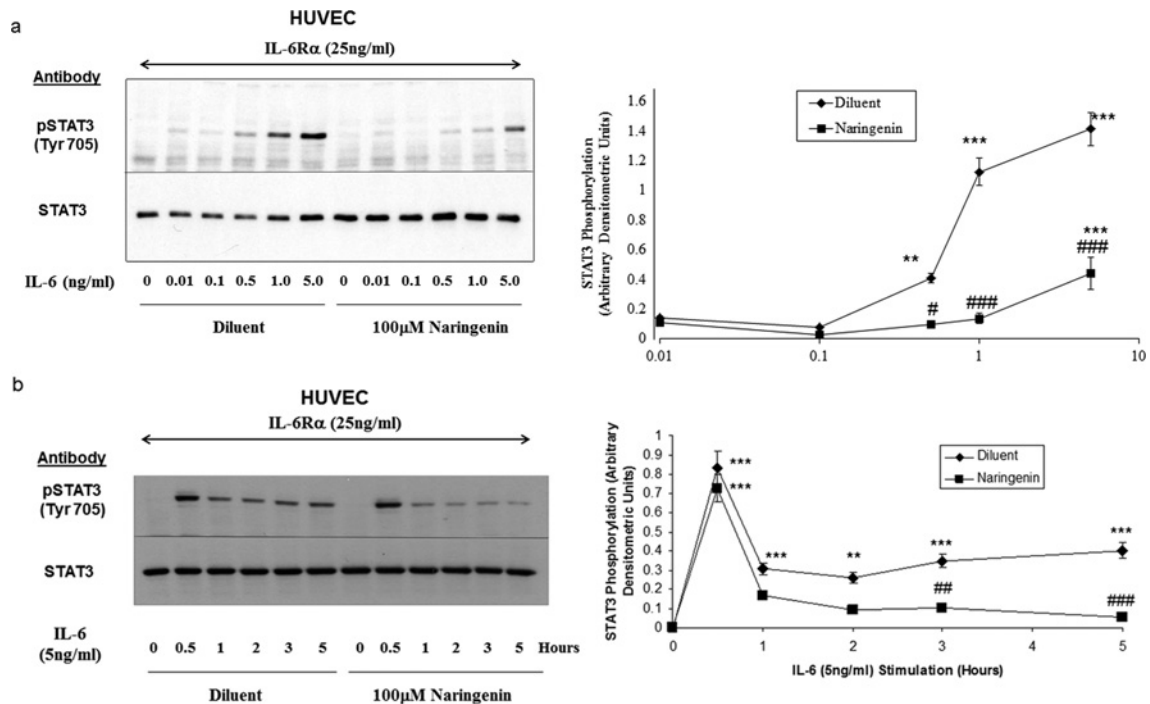 a
HUVEC
IL-6Rα (25ng/ml)
Antibody
pSTAT3
(Tyr 705)
STAT3
IL-6 (ng/ml)
0 0.01 0.1 0.5 1.0 5.0 0 0.01 0.1 0.5 1.0 5.0
Diluent 100μM Naringenin
STAT3 Phosphorylation
(Arbitrary Densitometric Units)
1.6
1.4
1.2
1
0.8
0.6
0.4
0.2
0
0.01 0.1 1 10
Diluent
Naringenin
**
***
***
#
###
***
###
b
HUVEC
IL-6Rα (25ng/ml)
Antibody
pSTAT3
(Tyr 705)
STAT3
IL-6
(5ng/ml)
0 0.5 1 2 3 5 0 0.5 1 2 3 5 Hours
Diluent 100μM Naringenin
STAT3 Phosphorylation (Arbitrary
Densitometric Units)
1
0.9
0.8
0.7
0.6
0.5
0.4
0.3
0.2
0.1
0
0 1 2 3 4 5
IL-6 (5ng/ml) Stimulation (Hours)
Diluent
Naringenin
***
***
***
**
***
***
##
###